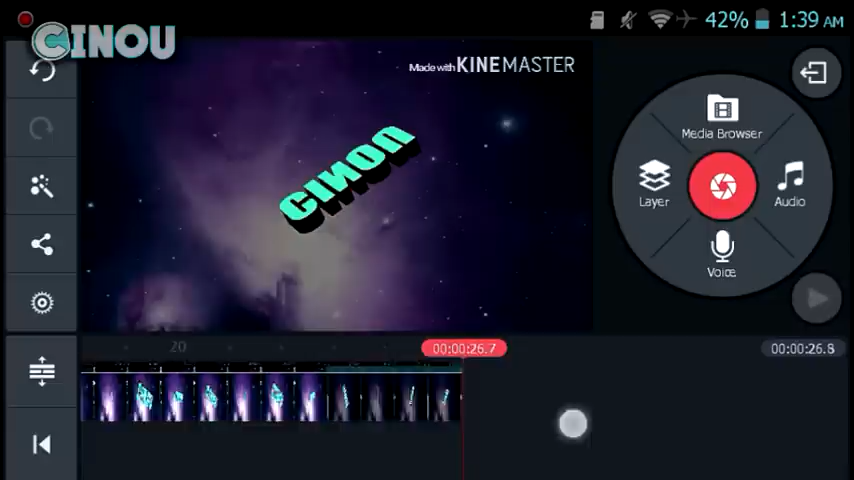 CINOU
42% 1:39 AM
Made with KINEMASTER
CINOU
Media Browser
Layer
Audio
Voice
20
00:00:26.7
00:00:26.8